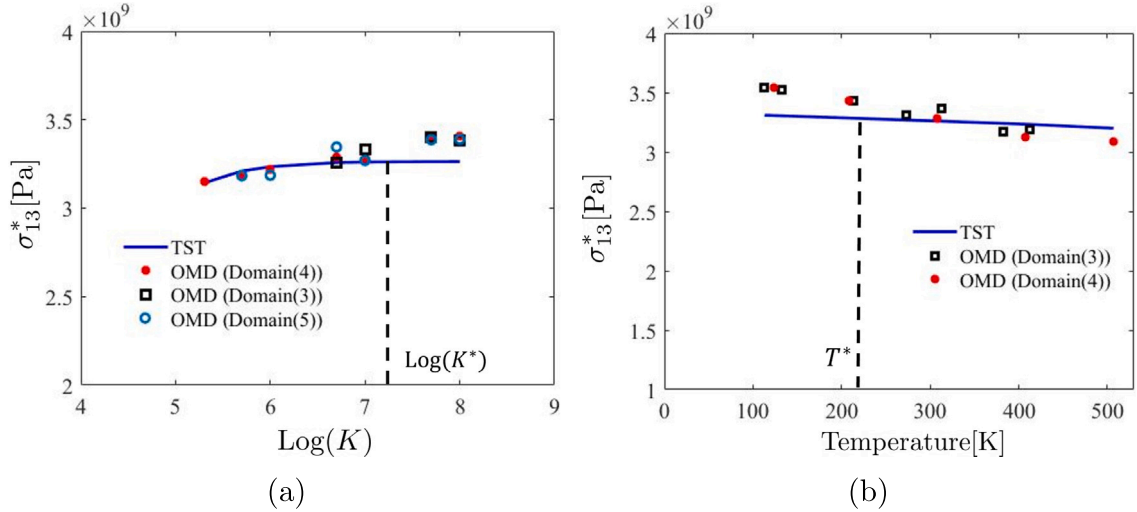 ×10⁹
4
3.5
3
2.5
2
σ*₁₃[Pa]
TST
OMD (Domain(4))
OMD (Domain(3))
OMD (Domain(5))
Log(K*)
4 5 6 7 8 9
Log(K)
(a)
×10⁹
4
3.5
3
2.5
2
1.5
1
σ*₁₃[Pa]
TST
OMD (Domain(3))
OMD (Domain(4))
T*
0 100 200 300 400 500
Temperature[K]
(b)